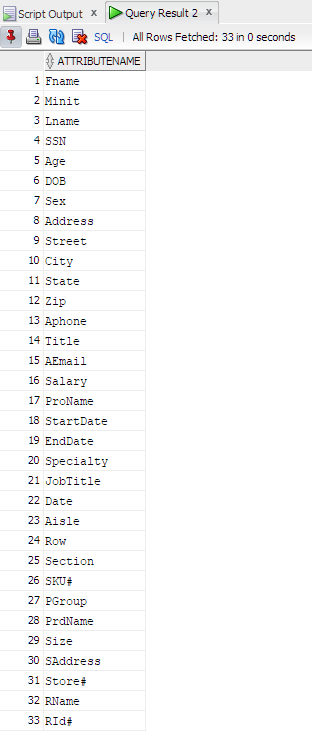 Script Output x Query Result 2 x
SQL | All Rows Fetched: 33 in 0 seconds
ATTRIBUTENAME
1 Fname
2 Minit
3 Lname
4 SSN
5 Age
6 DOB
7 Sex
8 Address
9 Street
10 City
11 State
12 Zip
13 Aphone
14 Title
15 AEmail
16 Salary
17 ProName
18 StartDate
19 EndDate
20 Specialty
21 JobTitle
22 Date
23 Aisle
24 Row
25 Section
26 SKU#
27 PGroup
28 PrdName
29 Size
30 SAddress
31 Store#
32 RName
33 RId#